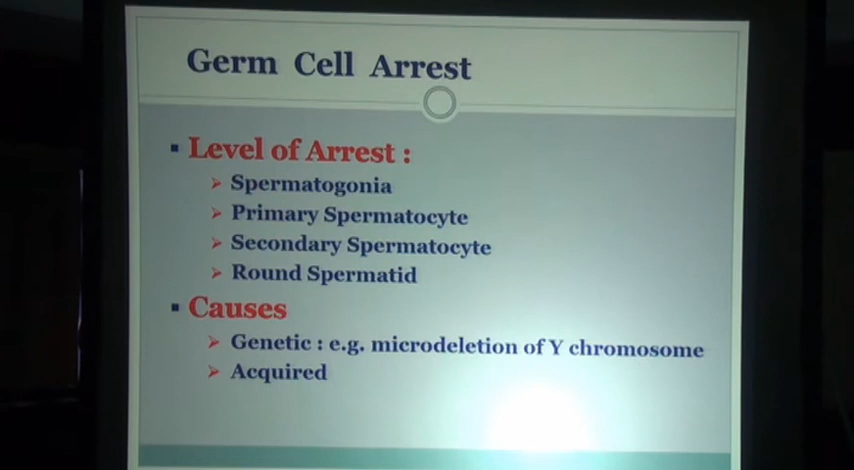 Germ Cell Arrest
Level of Arrest :
Spermatogonia
Primary Spermatocyte
Secondary Spermatocyte
Round Spermatid
Causes
Genetic : e.g. microdeletion of Y chromosome
Acquired